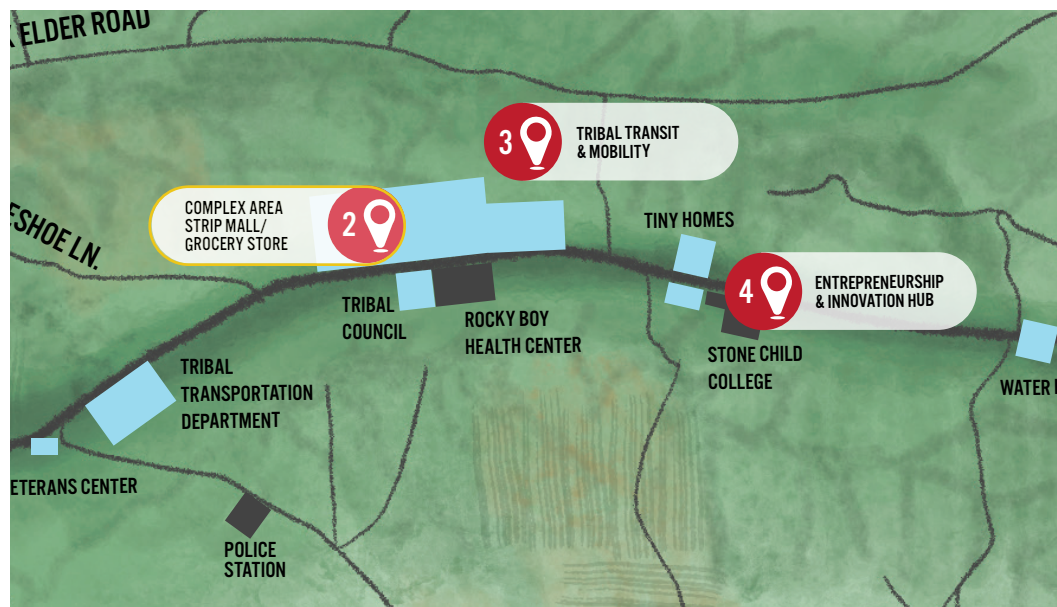 ELDER ROAD
3
TRIBAL TRANSIT
& MOBILITY
COMPLEX AREA
STRIP MALL/
GROCERY STORE
2
ESHOE LN.
TINY HOMES
4
ENTREPRENEURSHIP
& INNOVATION HUB
TRIBAL
COUNCIL
ROCKY BOY
HEALTH CENTER
STONE CHILD
COLLEGE
TRIBAL
TRANSPORTATION
DEPARTMENT
WATER
ETERANS CENTER
POLICE
STATION